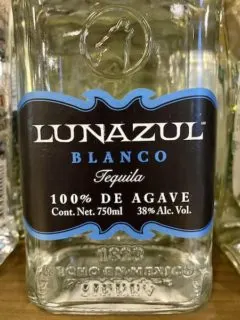 LUNAZUL
BLANCO
Tequila
100% DE AGAVE
Cont. Net. 750ml 38% Alc. Vol.
HECHO EN MEXICO